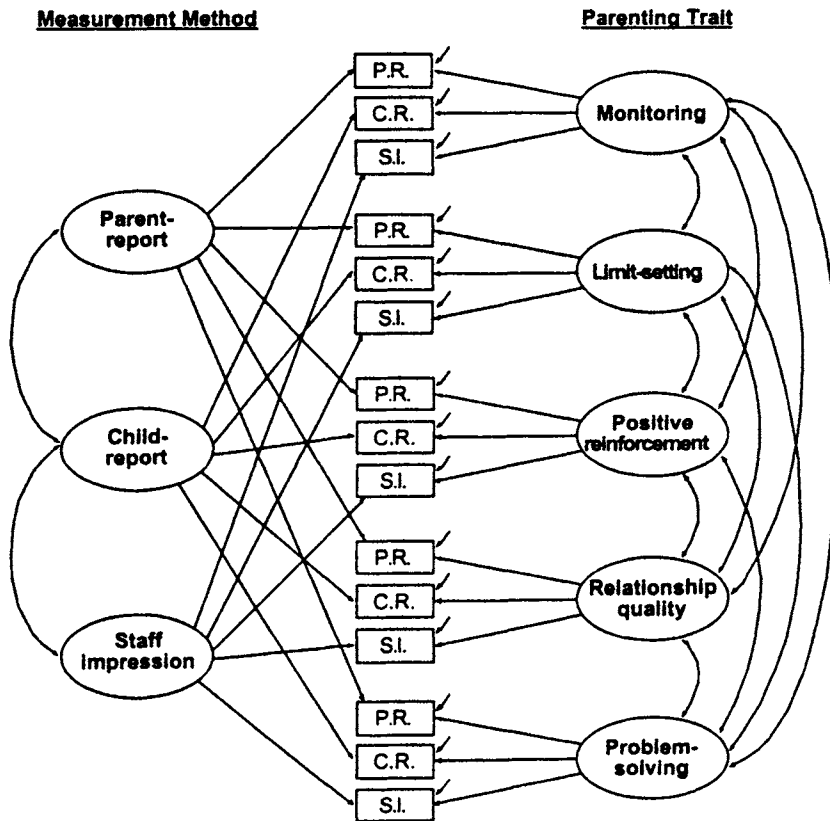 Measurement Method
Parenting Trait
P.R.
C.R.
S.I.
Monitoring
Parent-
report
P.R.
C.R.
S.I.
Limit-setting
Child-
report
P.R.
C.R.
S.I.
Positive
reinforcement
P.R.
C.R.
S.I.
Relationship
quality
Staff
impression
P.R.
C.R.
S.I.
Problem-
solving